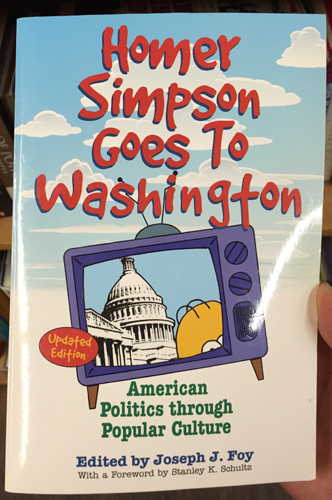 Homer
Simpson
Goes To
Washington
Updated
Edition
American
Politics through
Popular Culture
Edited by Joseph J. Foy
With a Foreword by Stanley K. Schultz